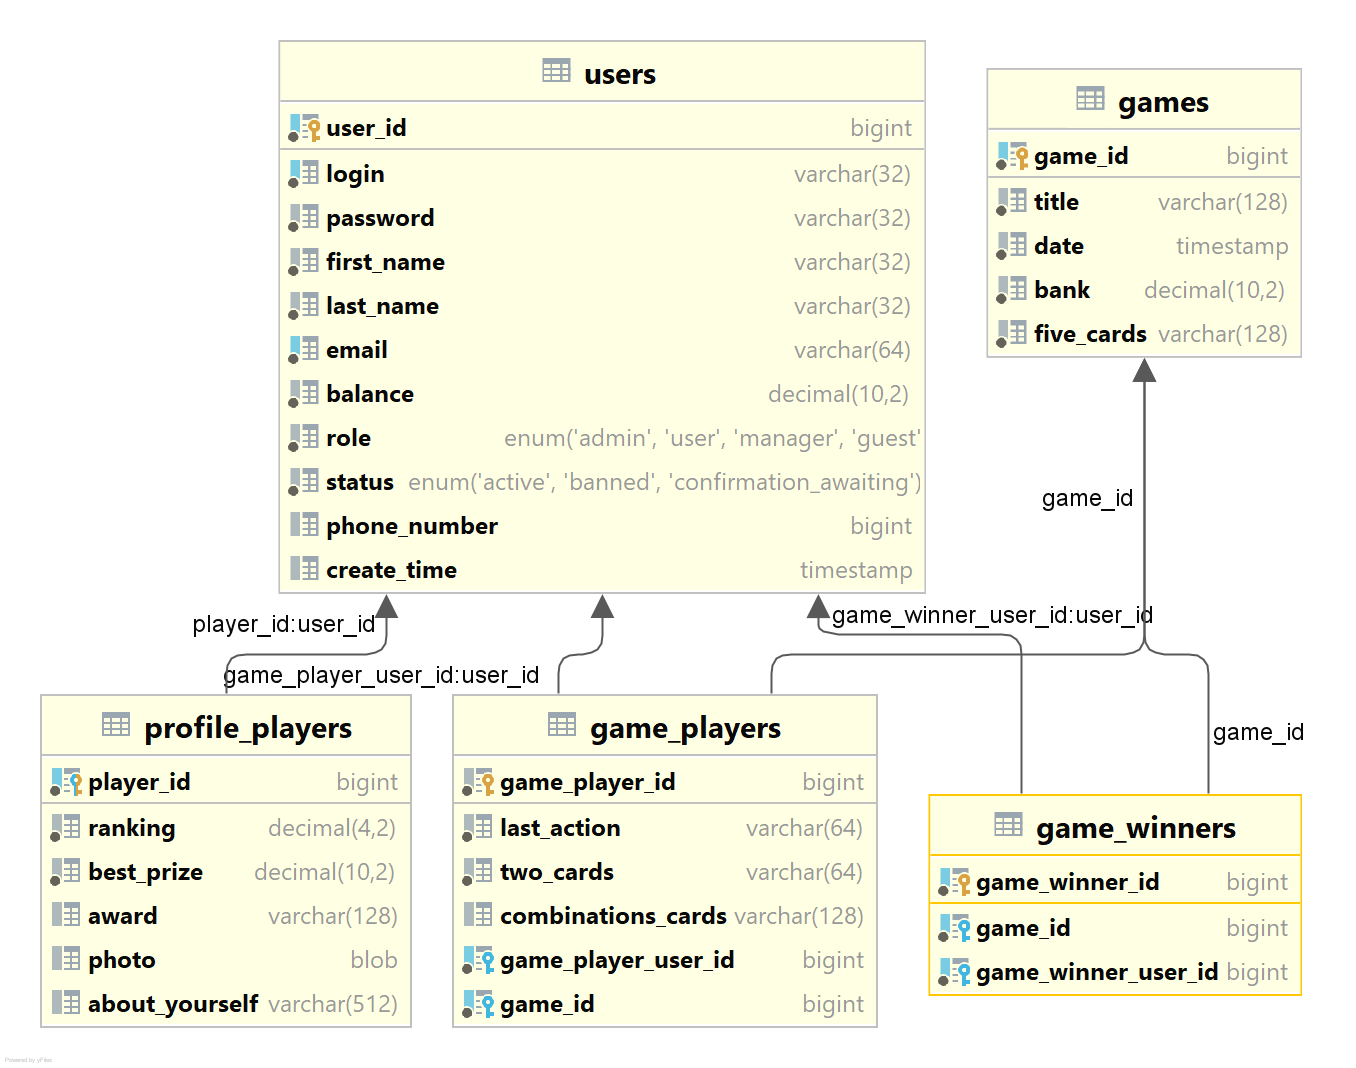 users
user_id bigint
login varchar(32)
password varchar(32)
first_name varchar(32)
last_name varchar(32)
email varchar(64)
balance decimal(10,2)
role enum('admin', 'user', 'manager', 'guest'
status enum('active', 'banned', 'confirmation_awaiting')
phone_number bigint
create_time timestamp
games
game_id bigint
title varchar(128)
date timestamp
bank decimal(10,2)
five_cards varchar(128)
game_id
player_id:user_id
game_winner_user_id:user_id
game_player_user_id:user_id
game_id
profile_players
player_id bigint
ranking decimal(4,2)
best_prize decimal(10,2)
award varchar(128)
photo blob
about_yourself varchar(512)
game_players
game_player_id bigint
last_action varchar(64)
two_cards varchar(64)
combinations_cards varchar(128)
game_player_user_id bigint
game_id bigint
game_winners
game_winner_id bigint
game_id bigint
game_winner_user_id bigint
Powered by yFiles